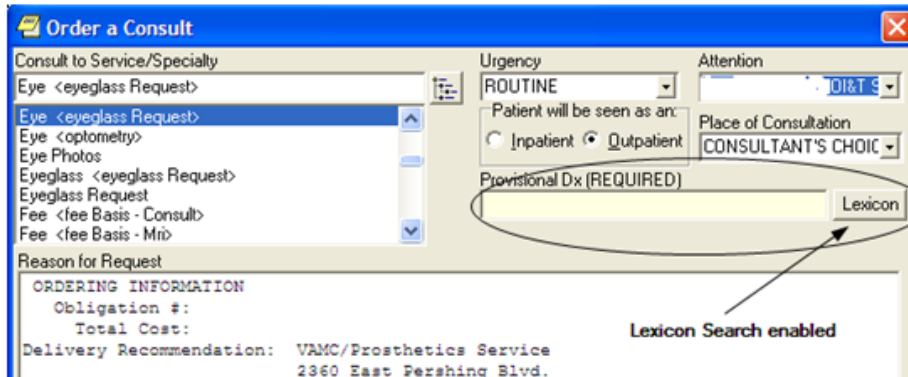 Order a Consult
Consult to Service/Specialty
Eye <eyeglass Request>
Eye <eyeglass Request>
Eye <optometry>
Eye Photos
Eyeglass <eyeglass Request>
Eyeglass Request
Fee <fee Basis - Consult>
Fee <fee Basis - Mri>
Urgency
ROUTINE
Attention
OI&T S
Patient will be seen as an:
Inpatient Outpatient
Place of Consultation
CONSULTANT'S CHOIC
Provisional Dx (REQUIRED)
Lexicon
Lexicon Search enabled
Reason for Request
ORDERING INFORMATION
Obligation #:
Total Cost:
Delivery Recommendation: VAMC/Prosthetics Service
2360 East Pershing Blvd.